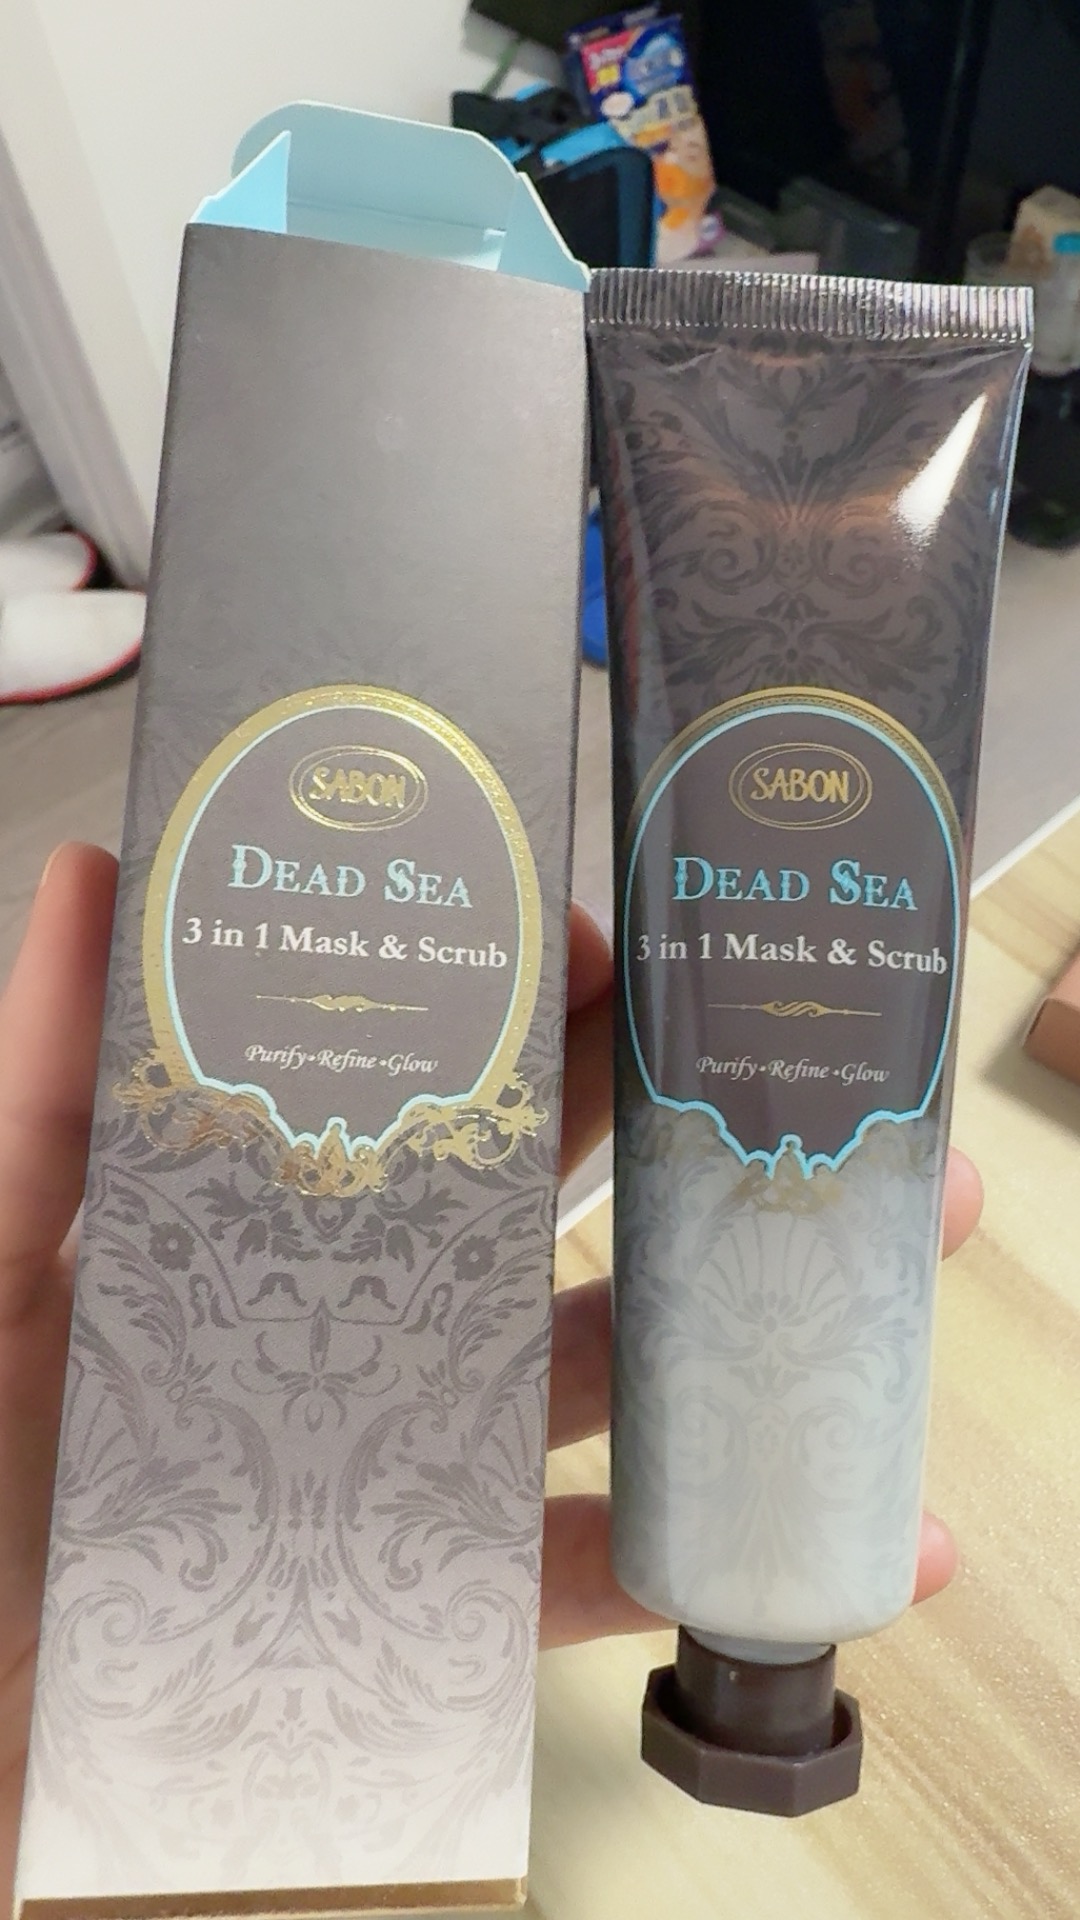 SABON
DEAD SEA
3 in 1 Mask & Scrub
Purify•Refine•Glow
SABON
DEAD SEA
3 in 1 Mask & Scrub
Purify•Refine•Glow